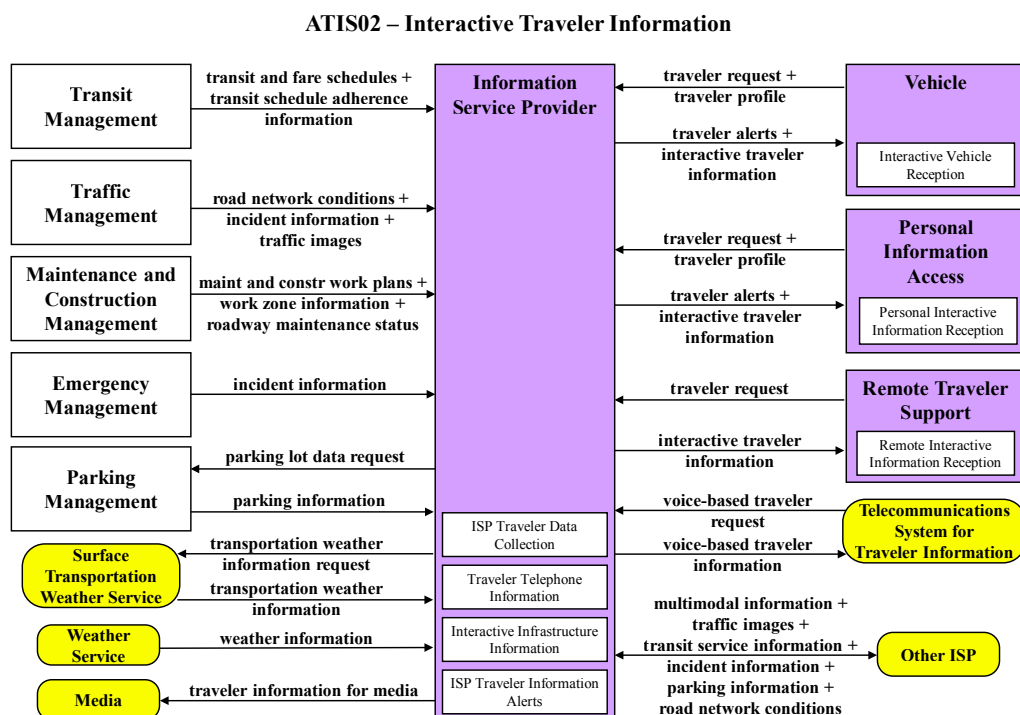 ATIS02 – Interactive Traveler Information
Transit
Management
transit and fare schedules +
transit schedule adherence
information
Traffic
Management
road network conditions +
incident information +
traffic images
Maintenance and
Construction
Management
maint and constr work plans +
work zone information +
roadway maintenance status
Emergency
Management
incident information
Parking
Management
parking lot data request
parking information
Surface
Transportation
Weather Service
transportation weather
information request
transportation weather
information
Weather
Service
weather information
Media
traveler information for media
Information
Service Provider
ISP Traveler Data
Collection
Traveler Telephone
Information
Interactive Infrastructure
Information
ISP Traveler Information
Alerts
traveler request +
traveler profile
traveler alerts +
interactive traveler
information
Vehicle
Interactive Vehicle
Reception
traveler request +
traveler profile
traveler alerts +
interactive traveler
information
Personal
Information
Access
Personal Interactive
Information Reception
traveler request
interactive traveler
information
Remote Traveler
Support
Remote Interactive
Information Reception
voice-based traveler
request
voice-based traveler
information
Telecommunications
System for
Traveler Information
multimodal information +
traffic images +
transit service information +
incident information +
parking information +
road network conditions
Other ISP